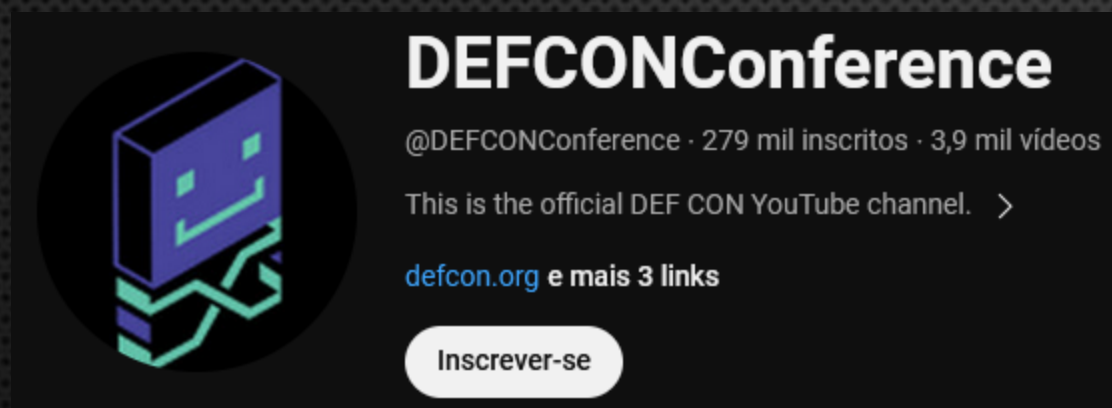 DEFCONConference
@DEFCONConference · 279 mil inscritos · 3,9 mil vídeos
This is the official DEF CON YouTube channel.
defcon.org e mais 3 links
Inscrever-se